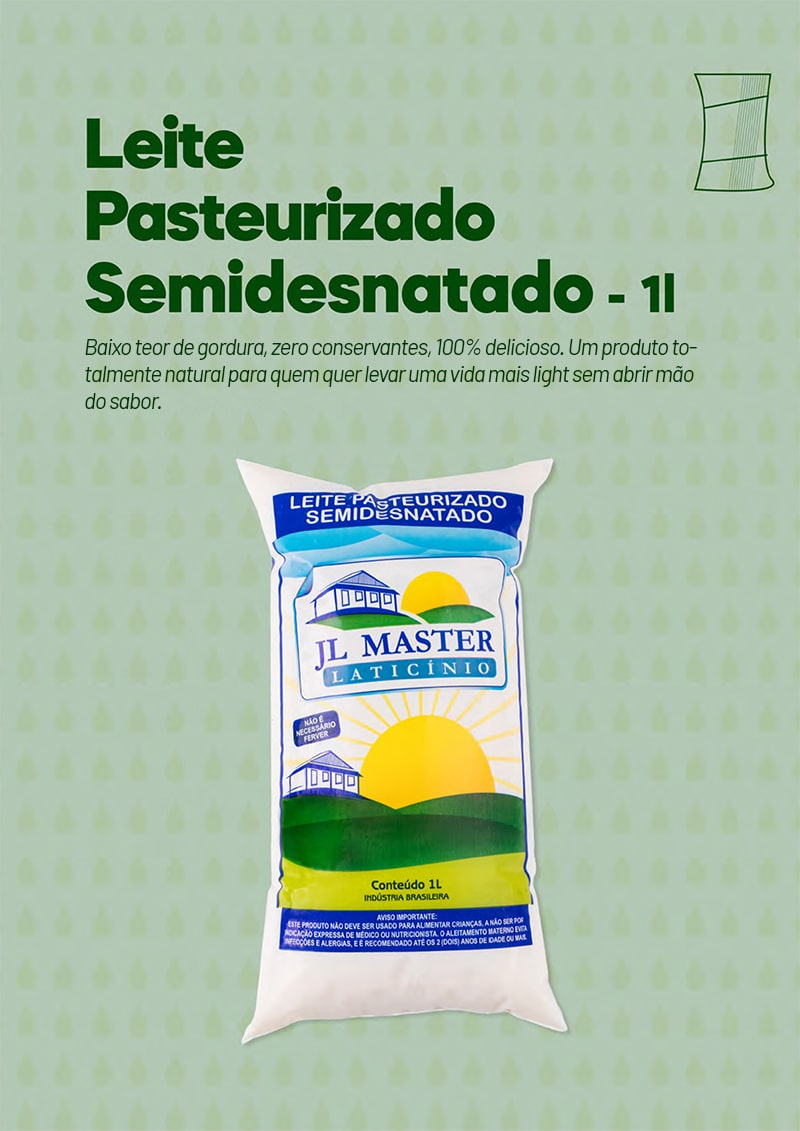 Leite
Pasteurizado
Semidesnatado - 1l
Baixo teor de gordura, zero conservantes, 100% delicioso. Um produto to-
talmente natural para quem quer levar uma vida mais light sem abrir mão
do sabor.
LEITE PASTEURIZADO
SEMIDESNATADO
JL MASTER
LATICÍNIO
NÃO É
NECESSÁRIO
FERVER
Conteúdo 1L
INDÚSTRIA BRASILEIRA
AVISO IMPORTANTE:
ESTE PRODUTO NÃO DEVE SER USADO PARA ALIMENTAR CRIANÇAS, A NÃO SER POR
INDICAÇÃO EXPRESSA DE MÉDICO OU NUTRICIONISTA. O ALEITAMENTO MATERNO EVITA
INFECÇÕES E ALERGIAS, E É RECOMENDADO ATÉ OS 2 (DOIS) ANOS DE IDADE OU MAIS.